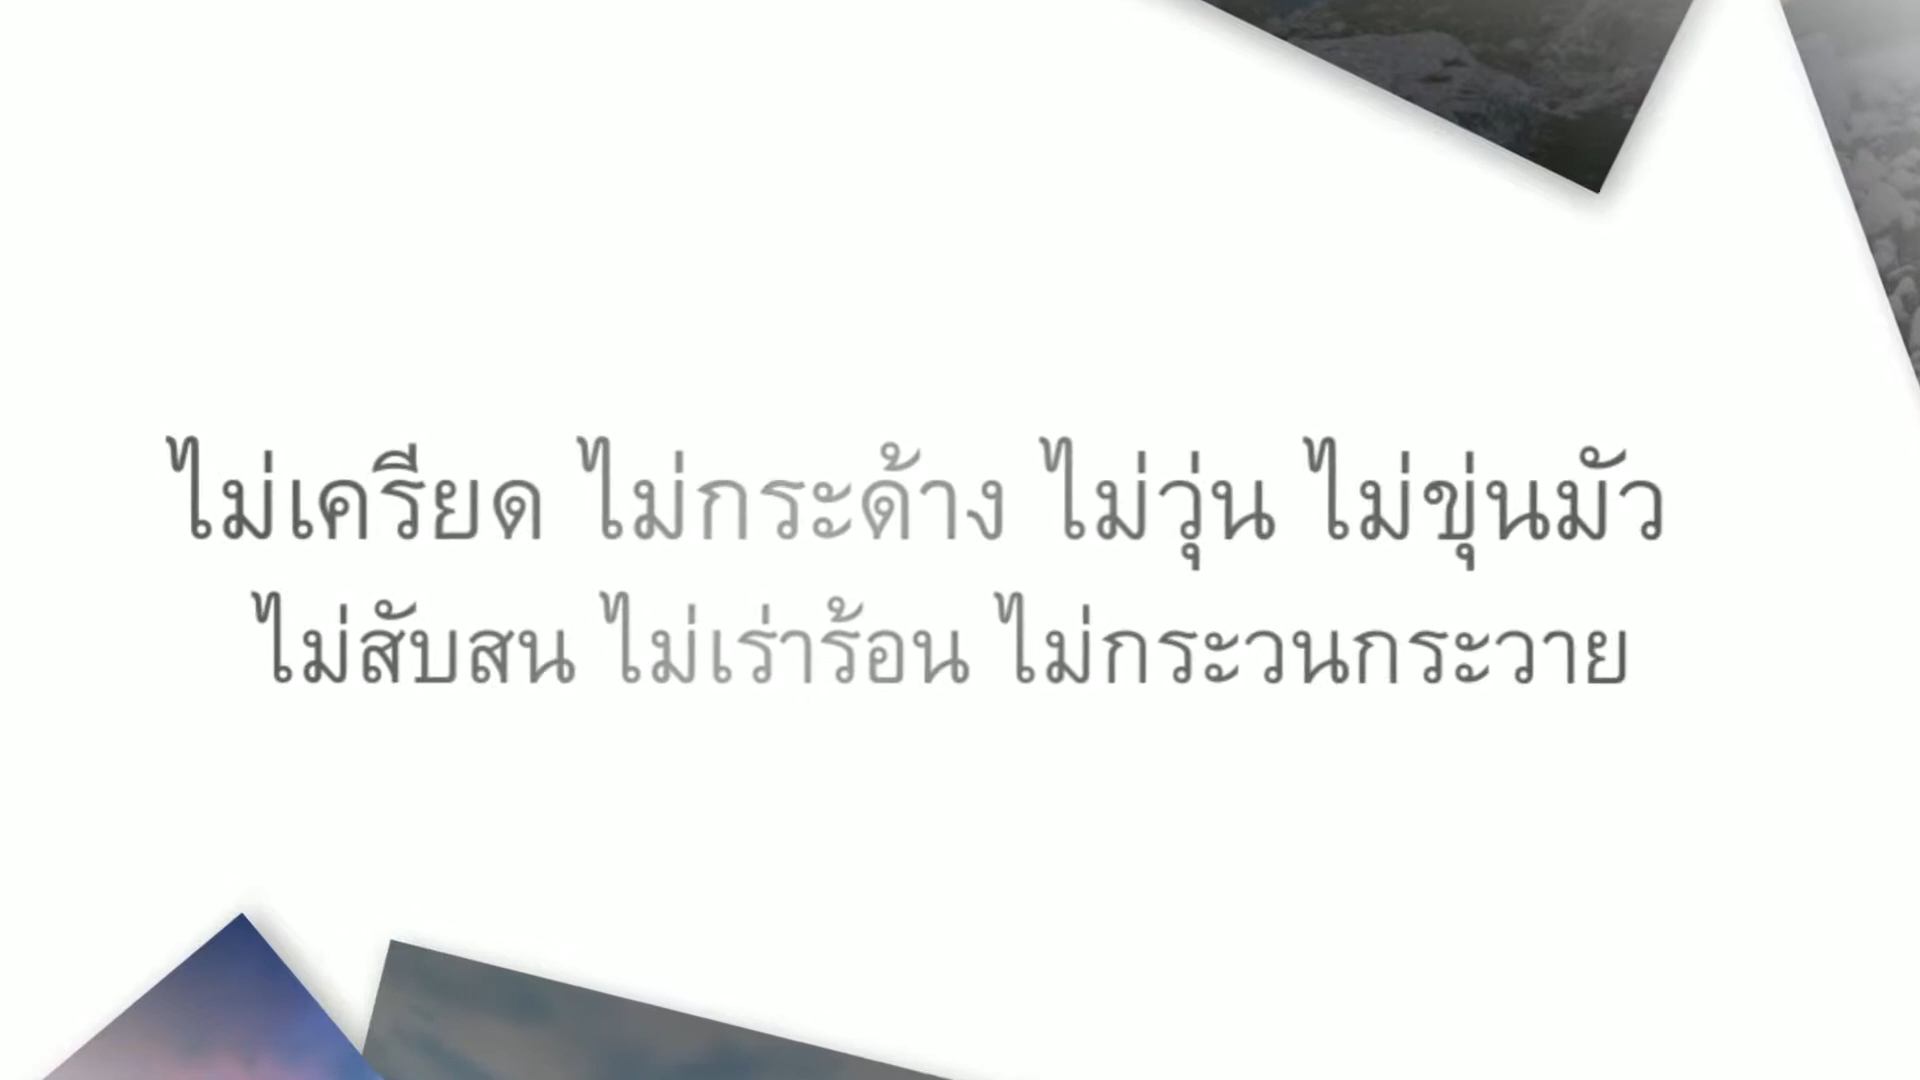 ไม่เครียด ไม่กระด้าง ไม่วุ่น ไม่ขุ่นมัว
ไม่สับสน ไม่เร่าร้อน ไม่กระวนกระวาย